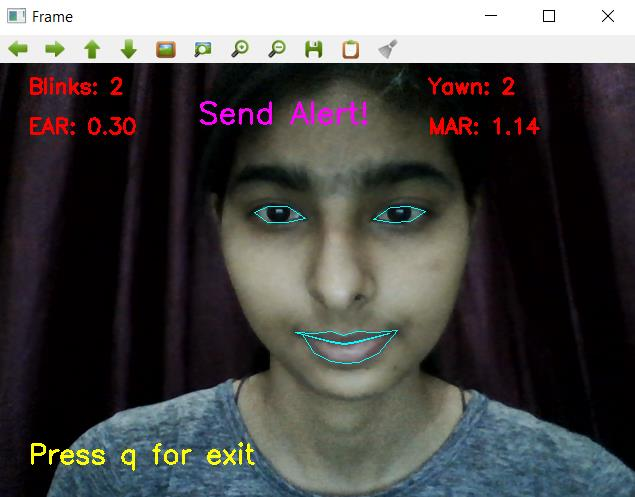 Frame
Blinks: 2
Yawn: 2
Send Alert!
EAR: 0.30
MAR: 1.14
Press q for exit